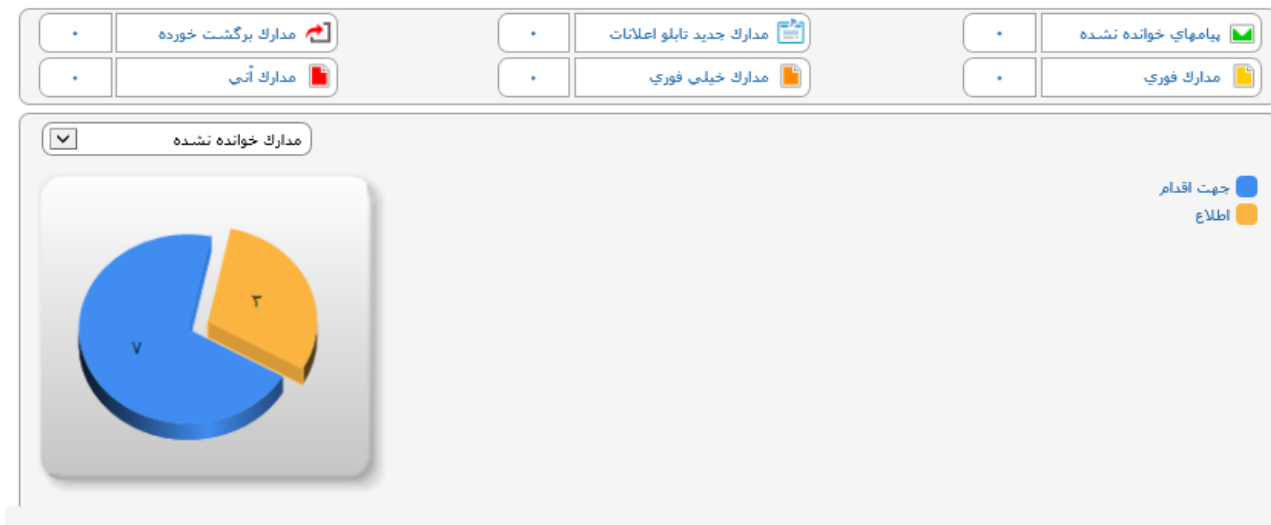 پيامهاي خوانده نشده ۰ مدارك جديد تابلو اعلانات ۰ مدارك برگشت خورده ۰
مدارك فوري ۰ مدارك خيلي فوري ۰ مدارك آني ۰
مدارك خوانده نشده
جهت اقدام
اطلاع
۳
۷